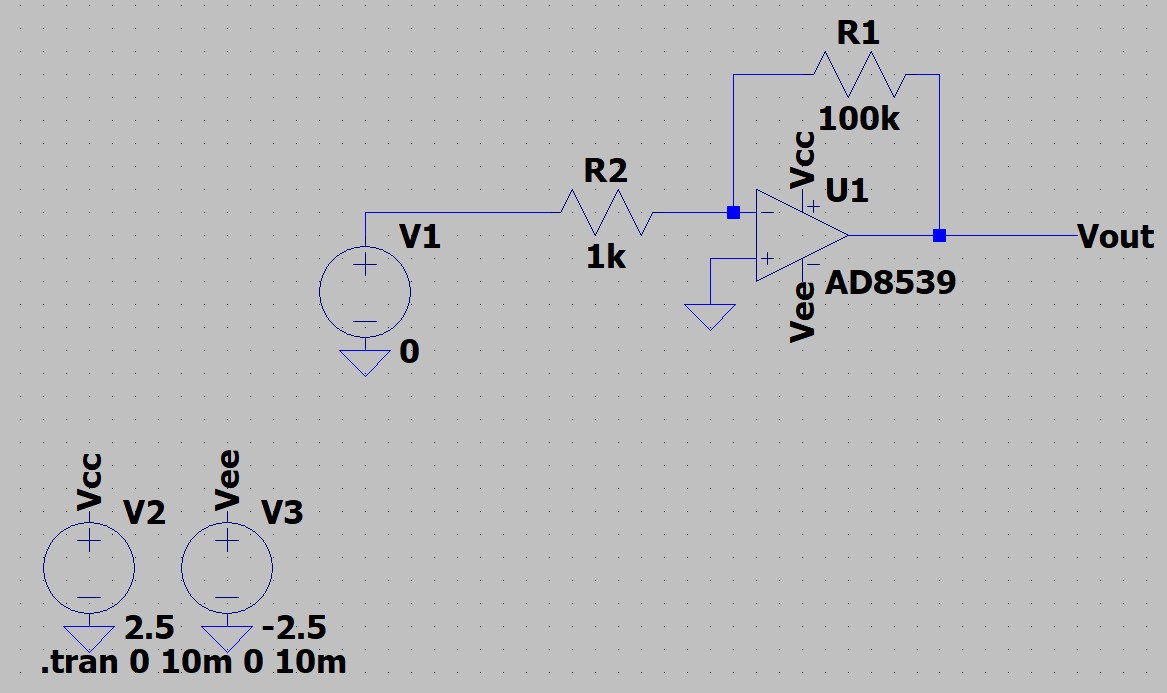 R1
100k
Vcc
U1
R2
1k
V1
Vout
AD8539
Vee
0
Vcc
V2
Vee
V3
2.5
-2.5
.tran 0 10m 0 10m